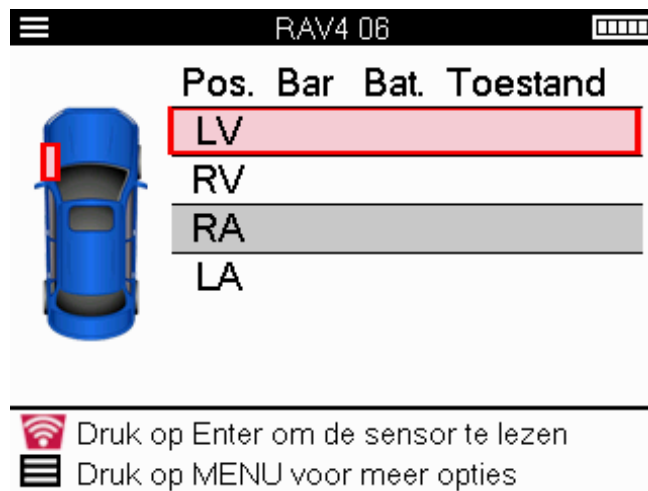 RAV4 06
Pos. Bar Bat. Toestand
LV
RV
RA
LA
Druk op Enter om de sensor te lezen
Druk op MENU voor meer opties